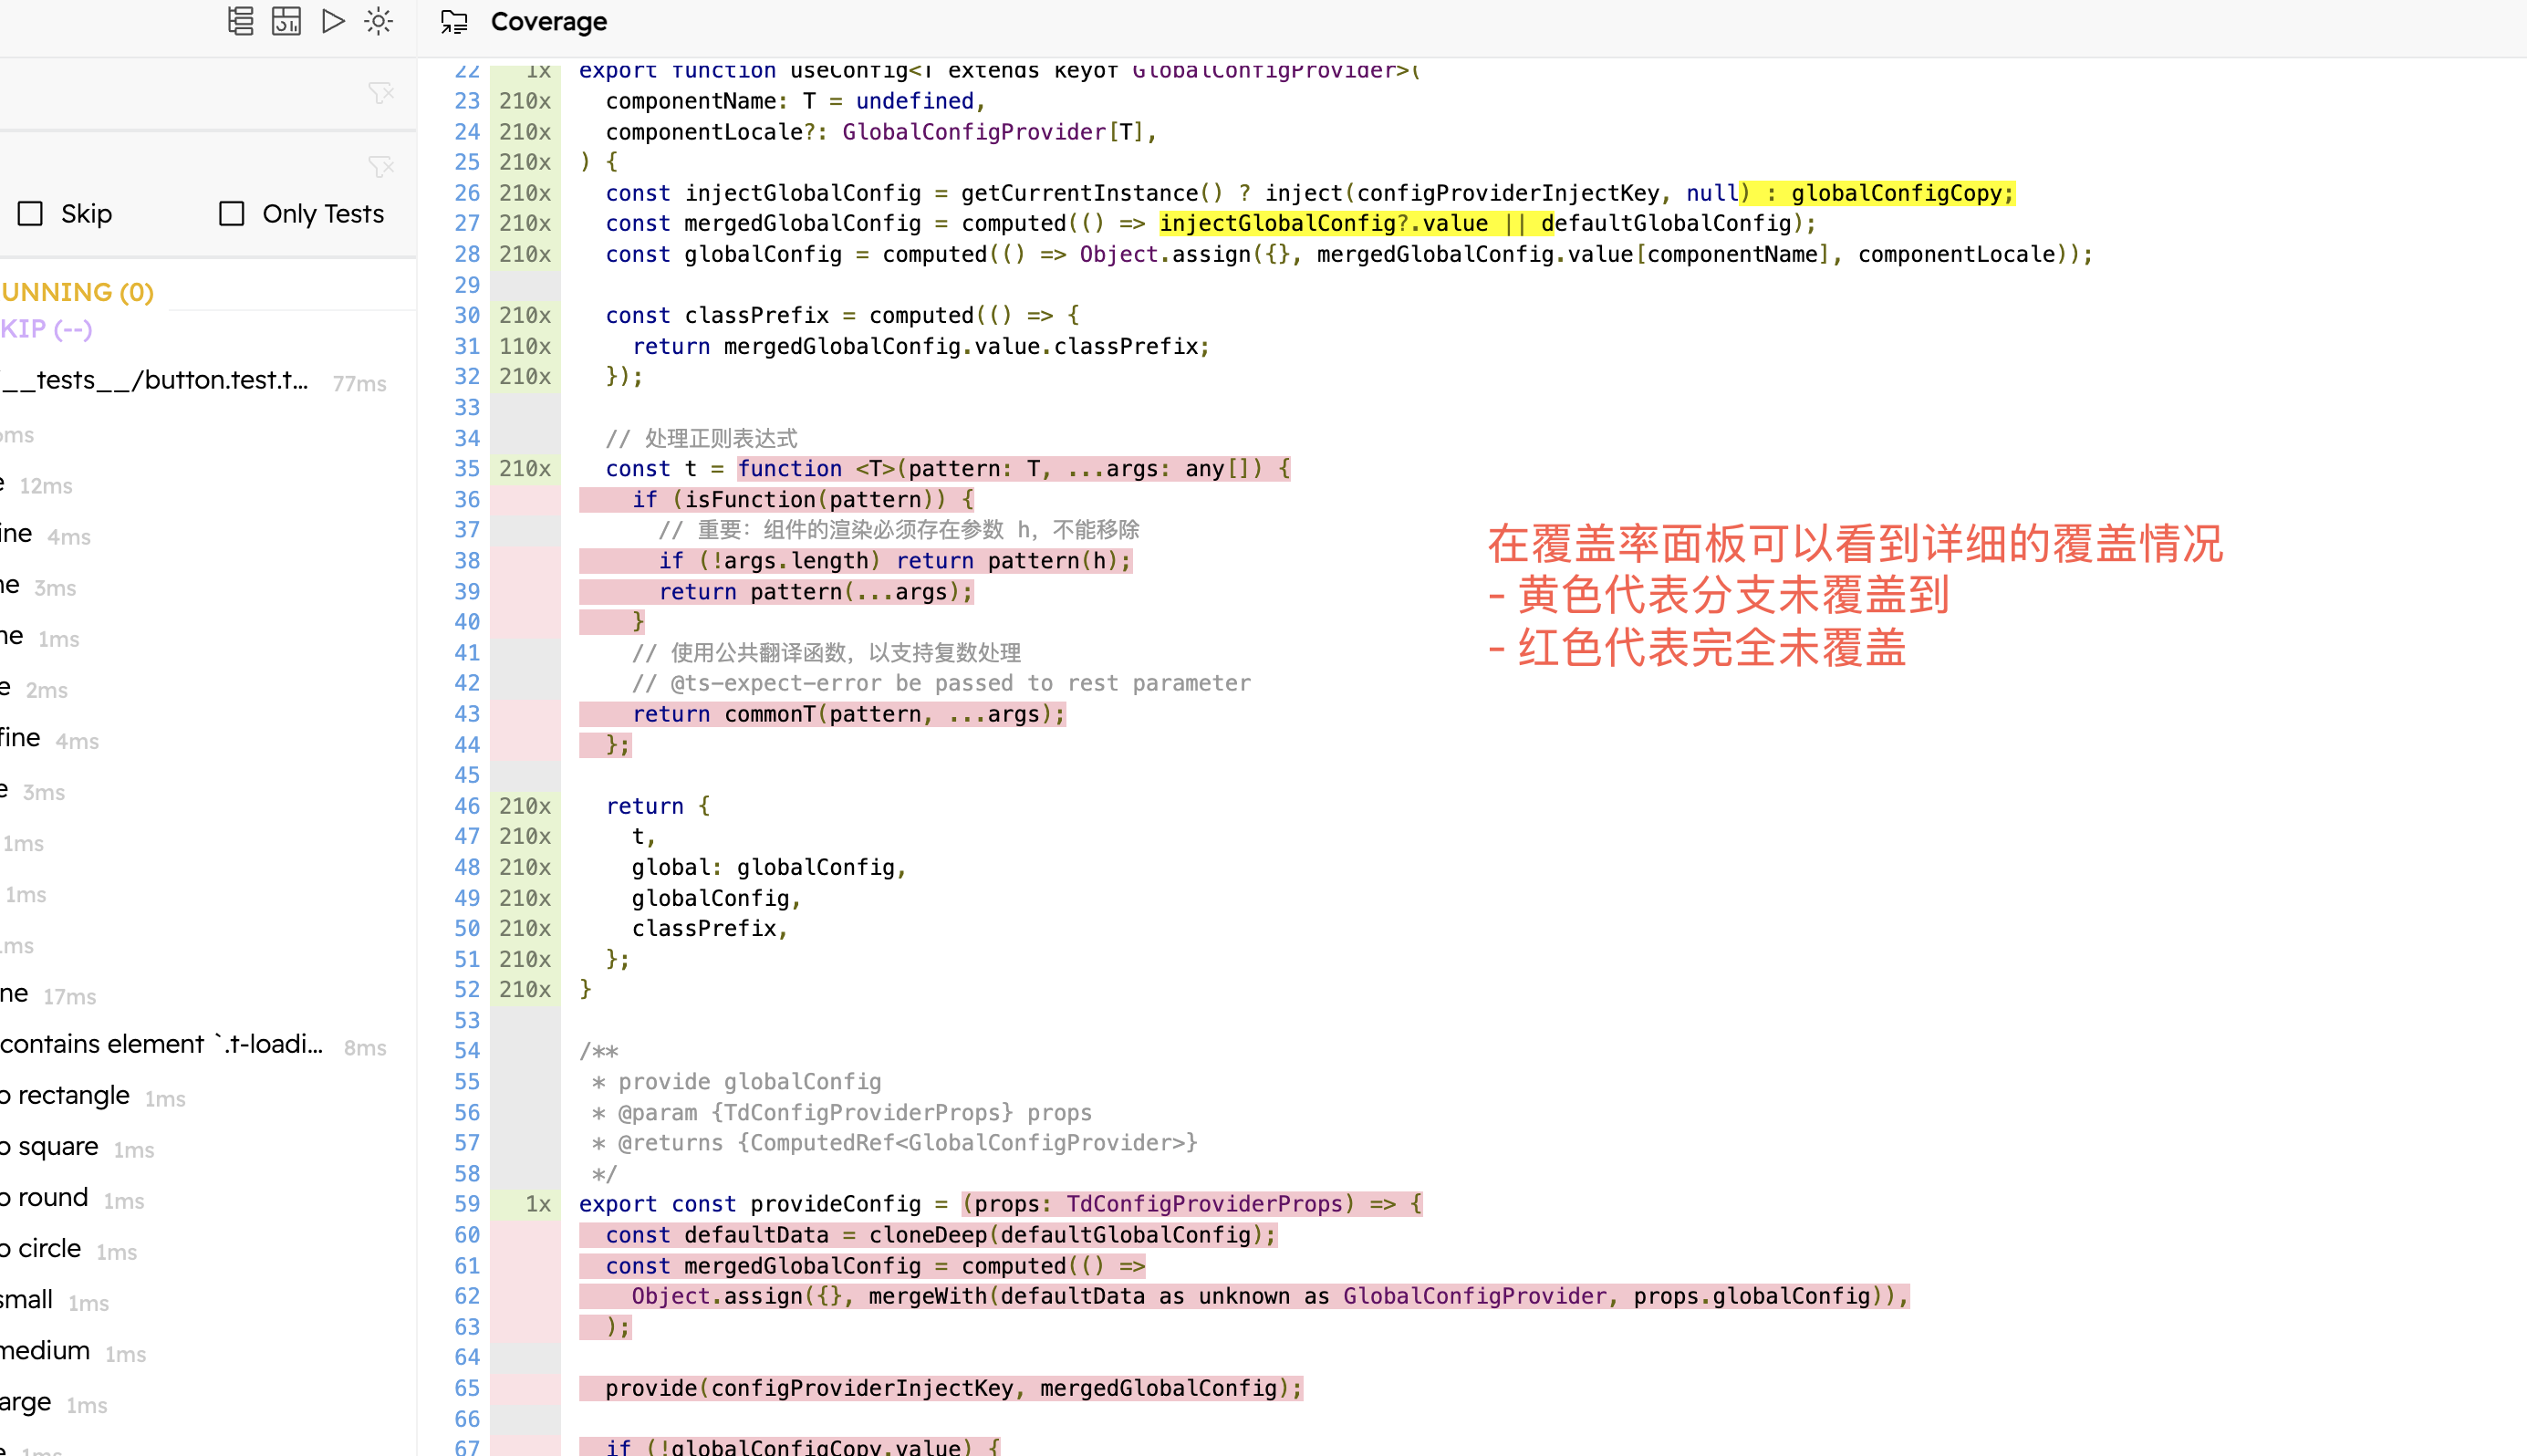 Coverage
Skip
Only Tests
UNNING (0)
KIP (--)
__tests__/button.test.t... 77ms
ms
e 12ms
ine 4ms
ne 3ms
ne 1ms
e 2ms
fine 4ms
e 3ms
1ms
1ms
ms
ne 17ms
contains element `.t-loadi... 8ms
o rectangle 1ms
o square 1ms
o round 1ms
o circle 1ms
small 1ms
medium 1ms
arge 1ms
1ms
22 1x export function useConfig<T extends keyof GlobalConfigProvider>(
23 210x componentName: T = undefined,
24 210x componentLocale?: GlobalConfigProvider[T],
25 210x ) {
26 210x const injectGlobalConfig = getCurrentInstance() ? inject(configProviderInjectKey, null) : globalConfigCopy;
27 210x const mergedGlobalConfig = computed(() => injectGlobalConfig?.value || defaultGlobalConfig);
28 210x const globalConfig = computed(() => Object.assign({}, mergedGlobalConfig.value[componentName], componentLocale));
29
30 210x const classPrefix = computed(() => {
31 110x return mergedGlobalConfig.value.classPrefix;
32 210x });
33
34 // 处理正则表达式
35 210x const t = function <T>(pattern: T, ...args: any[]) {
36 if (isFunction(pattern)) {
37 // 重要：组件的渲染必须存在参数 h，不能移除
38 if (!args.length) return pattern(h);
39 return pattern(...args);
40 }
41 // 使用公共翻译函数，以支持复数处理
42 // @ts-expect-error be passed to rest parameter
43 return commonT(pattern, ...args);
44 };
45
46 210x return {
47 210x t,
48 210x global: globalConfig,
49 210x globalConfig,
50 210x classPrefix,
51 210x };
52 210x }
53
54 /**
55 * provide globalConfig
56 * @param {TdConfigProviderProps} props
57 * @returns {ComputedRef<GlobalConfigProvider>}
58 */
59 1x export const provideConfig = (props: TdConfigProviderProps) => {
60 const defaultData = cloneDeep(defaultGlobalConfig);
61 const mergedGlobalConfig = computed(() =>
62 Object.assign({}, mergeWith(defaultData as unknown as GlobalConfigProvider, props.globalConfig)),
63 );
64
65 provide(configProviderInjectKey, mergedGlobalConfig);
66
67 if (!globalConfigCopy.value) {
在覆盖率面板可以看到详细的覆盖情况
- 黄色代表分支未覆盖到
- 红色代表完全未覆盖